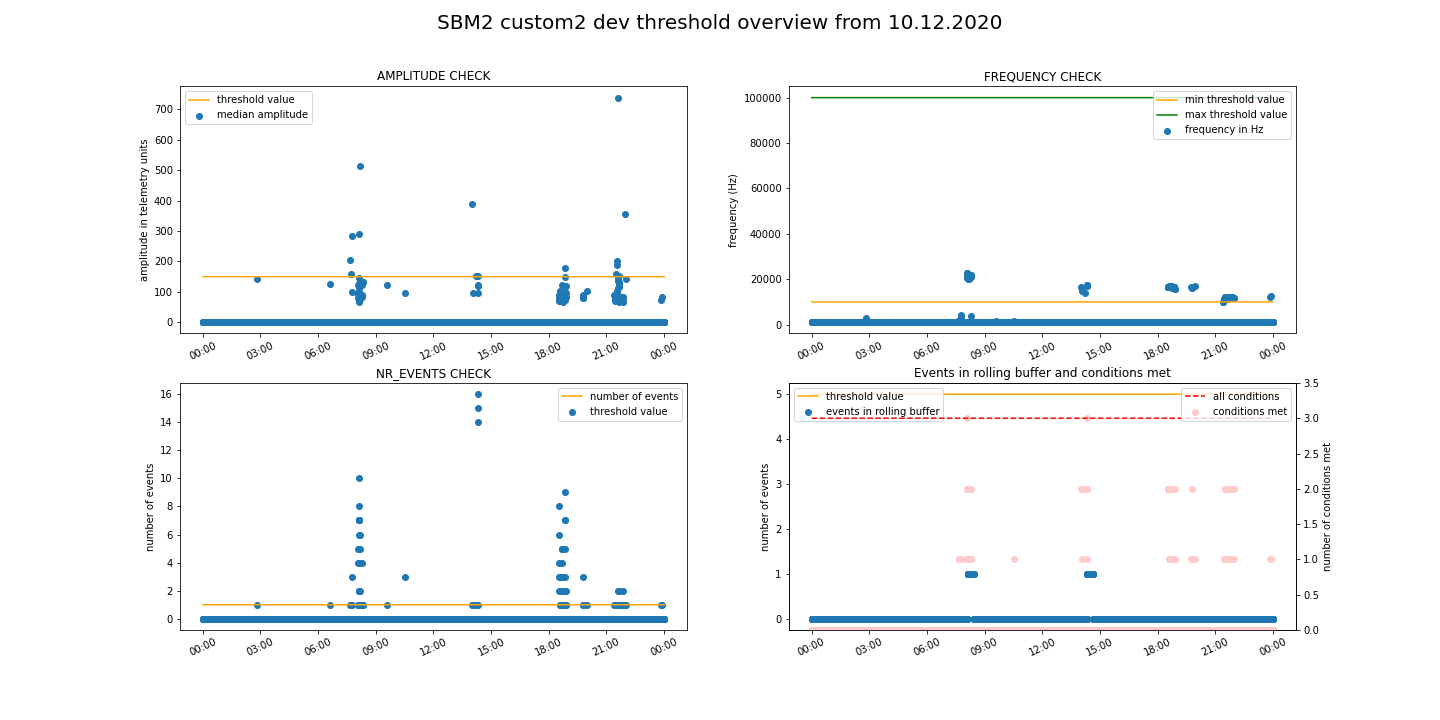 SBM2 custom2 dev threshold overview from 10.12.2020
AMPLITUDE CHECK
threshold value
median amplitude
amplitude in telemetry units
700
600
500
400
300
200
100
0
00:00 03:00 06:00 09:00 12:00 15:00 18:00 21:00 00:00
FREQUENCY CHECK
min threshold value
max threshold value
frequency in Hz
frequency (Hz)
100000
80000
60000
40000
20000
0
00:00 03:00 06:00 09:00 12:00 15:00 18:00 21:00 00:00
NR_EVENTS CHECK
number of events
threshold value
number of events
16
14
12
10
8
6
4
2
0
00:00 03:00 06:00 09:00 12:00 15:00 18:00 21:00 00:00
Events in rolling buffer and conditions met
threshold value
events in rolling buffer
all conditions
conditions met
number of events
5
4
3
2
1
0
3.5
3.0
2.5
2.0
1.5
1.0
0.5
0.0
number of conditions met
00:00 03:00 06:00 09:00 12:00 15:00 18:00 21:00 00:00